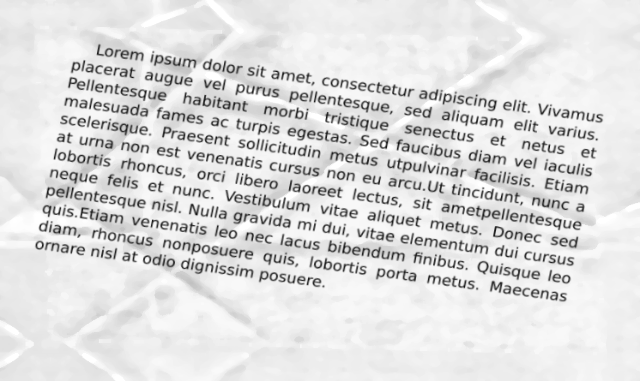 Lorem ipsum dolor sit amet, consectetur adipiscing elit. Vivamus
placerat augue vel purus pellentesque, sed aliquam elit varius.
Pellentesque habitant morbi tristique senectus et netus et
malesuada fames ac turpis egestas. Sed faucibus diam vel iaculis
scelerisque. Praesent sollicitudin metus utpulvinar facilisis. Etiam
at urna non est venenatis cursus non eu arcu.Ut tincidunt, nunc a
lobortis rhoncus, orci libero laoreet lectus, sit ametpellentesque
neque felis et nunc. Vestibulum vitae aliquet metus. Donec sed
pellentesque nisl. Nulla gravida mi dui, vitae elementum dui cursus
quis.Etiam venenatis leo nec lacus bibendum finibus. Quisque leo
diam, rhoncus nonposuere quis, lobortis porta metus. Maecenas
ornare nisl at odio dignissim posuere.